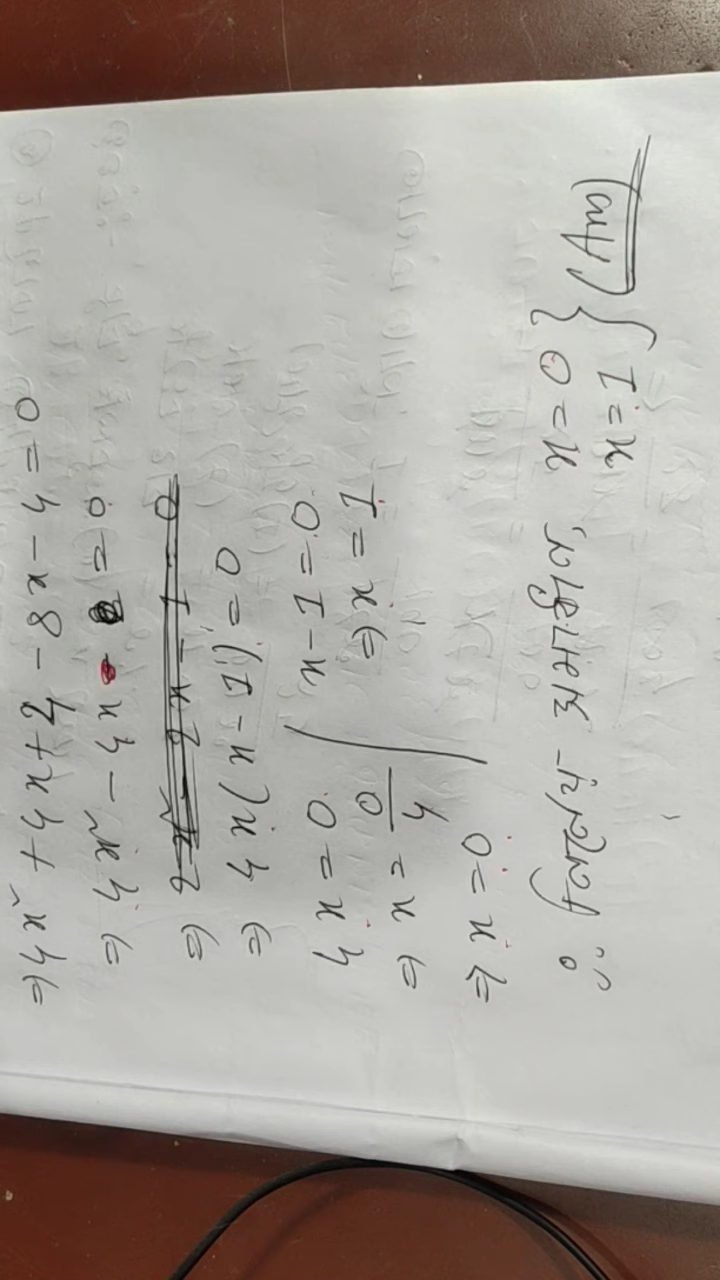 ⇒ 4x² + 4x + 4 - 8x - 4 = 0
⇒ 4x² - 4x = 0
⇒ 4x(x - 1) = 0
4x = 0 x - 1 = 0
⇒ x = 0/4 ⇒ x = 1
⇒ x = 0
∴ নির্ণেয় সমাধান, x = 0
x = 1 } (Ans)